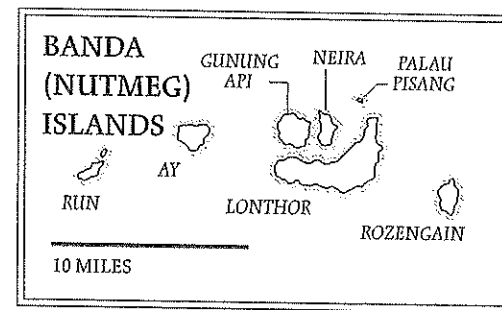 BANDA
(NUTMEG)
ISLANDS
GUNUNG
API
NEIRA
PALAU
PISANG
RUN
AY
LONTHOR
ROZENGAIN
10 MILES